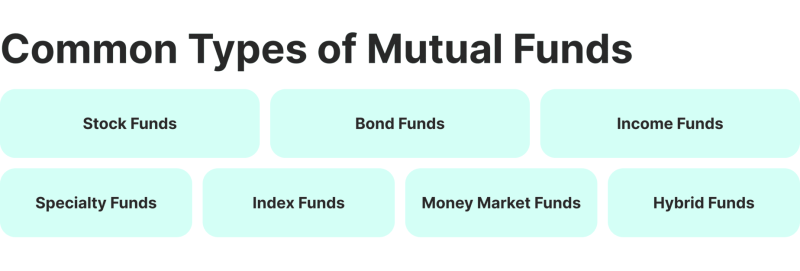 Common Types of Mutual Funds
Stock Funds
Bond Funds
Income Funds
Specialty Funds
Index Funds
Money Market Funds
Hybrid Funds